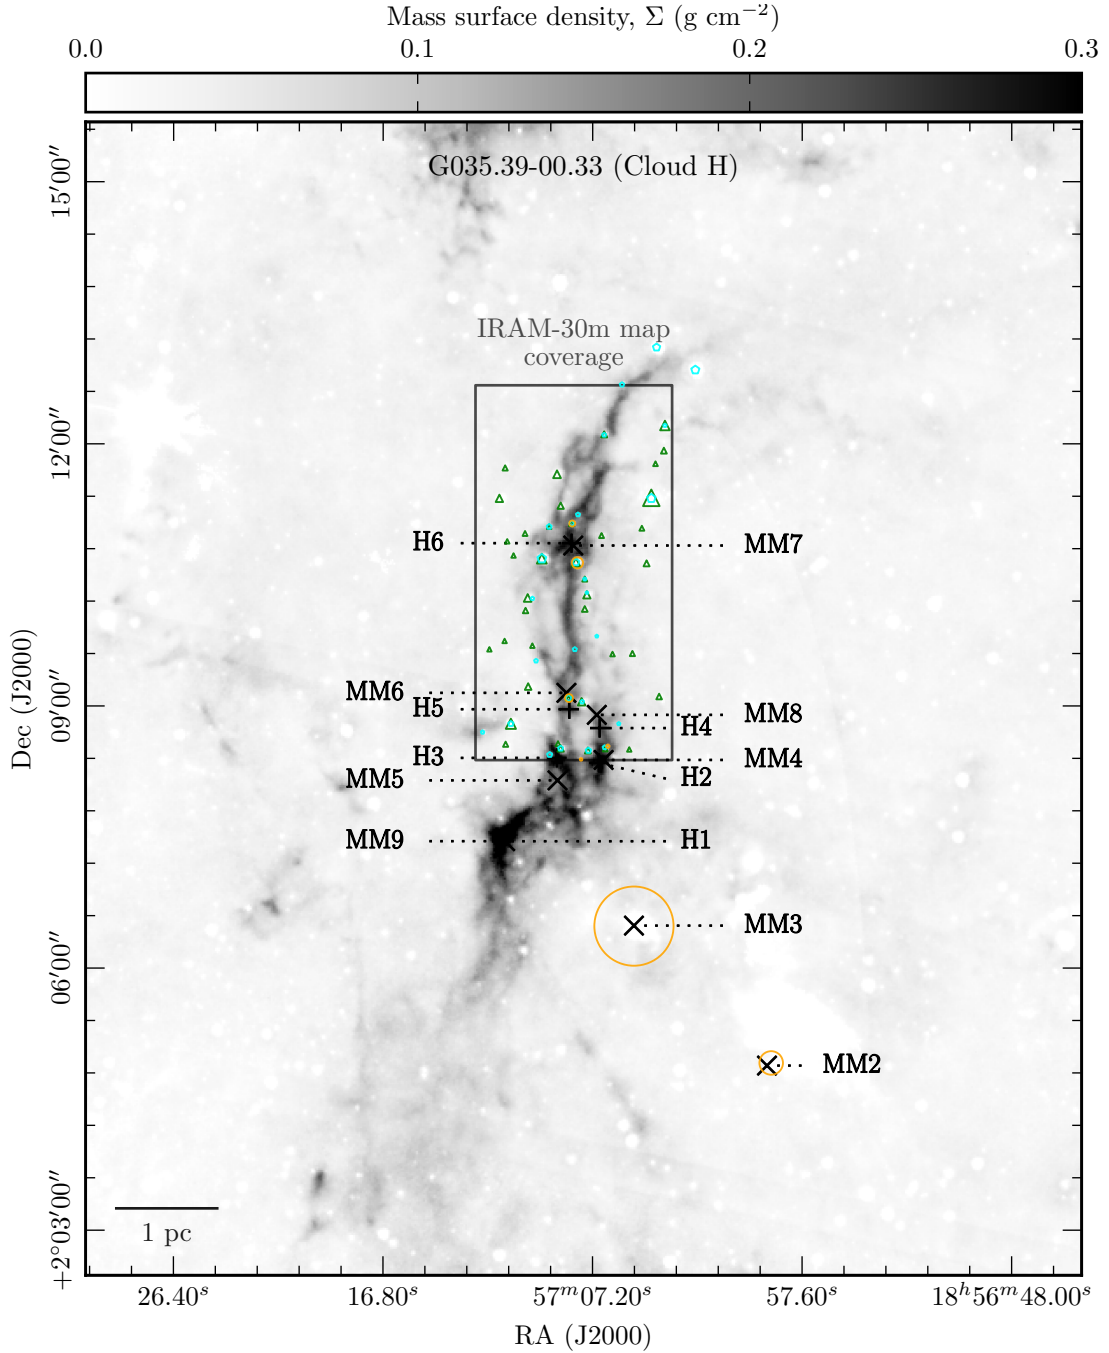 Mass surface density, Σ (g cm⁻²)
0.0 0.1 0.2 0.3
G035.39-00.33 (Cloud H)
15′00″
IRAM-30m map
coverage
12′00″
H6 MM7
MM6
H5 MM8
H4
09′00″
H3 MM4
MM5 H2
MM9 H1
MM3
06′00″
MM2
+2°03′00″
1 pc
Dec (J2000)
26.40ˢ 16.80ˢ 57ᵐ07.20ˢ 57.60ˢ 18ʰ56ᵐ48.00ˢ
RA (J2000)